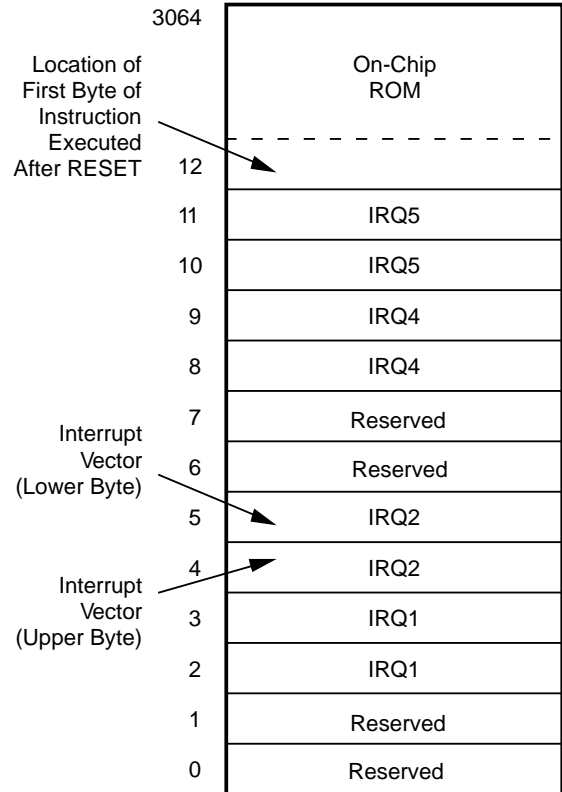 3064
On-Chip
ROM
Location of
First Byte of
Instruction
Executed
After RESET
12
11 IRQ5
10 IRQ5
9 IRQ4
8 IRQ4
7 Reserved
6 Reserved
Interrupt
Vector
(Lower Byte)
5 IRQ2
4 IRQ2
Interrupt
Vector
(Upper Byte)
3 IRQ1
2 IRQ1
1 Reserved
0 Reserved